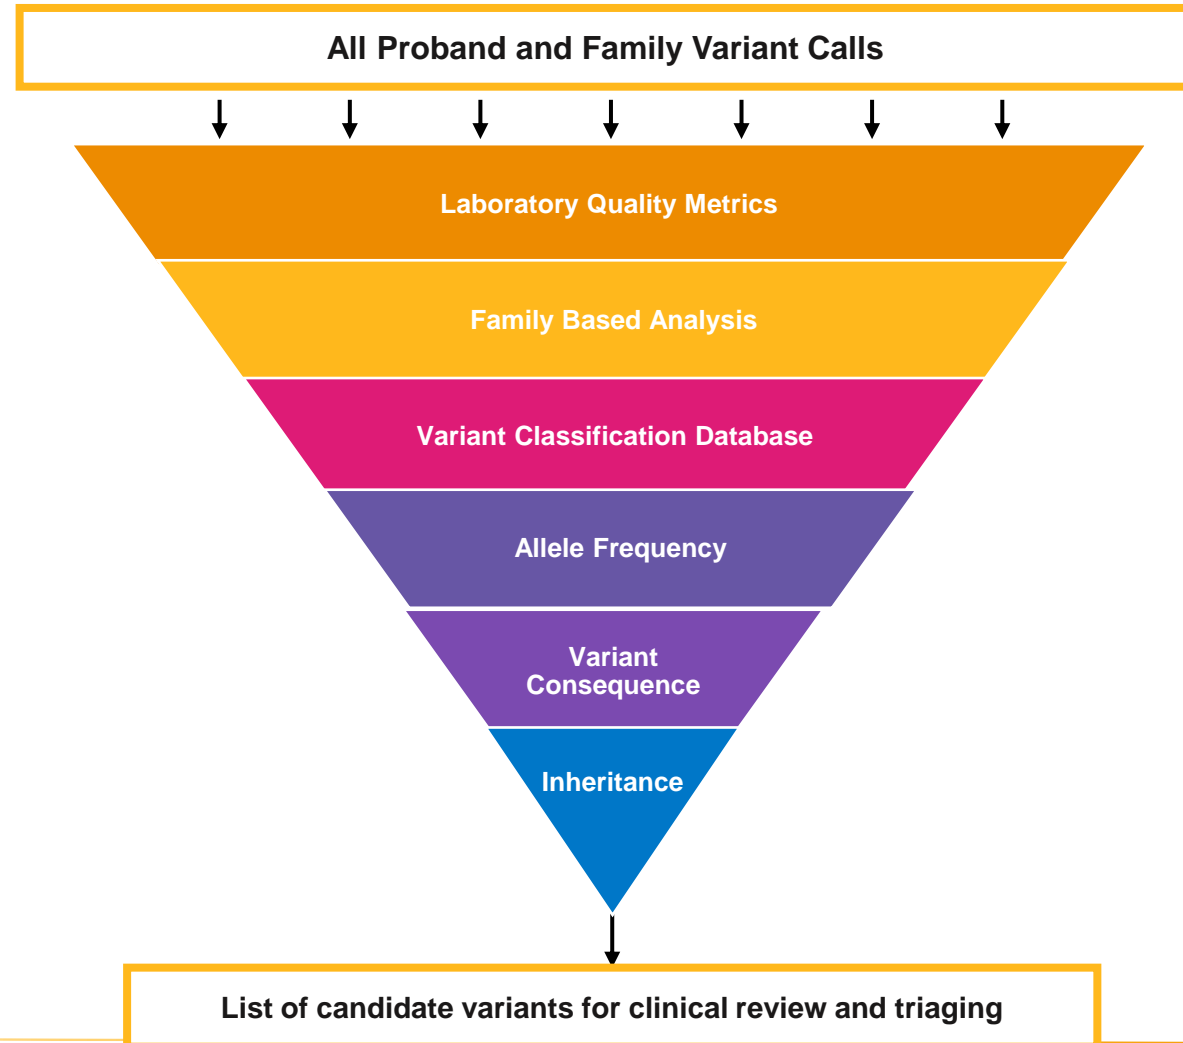 All Proband and Family Variant Calls
Laboratory Quality Metrics
Family Based Analysis
Variant Classification Database
Allele Frequency
Variant
Consequence
Inheritance
List of candidate variants for clinical review and triaging